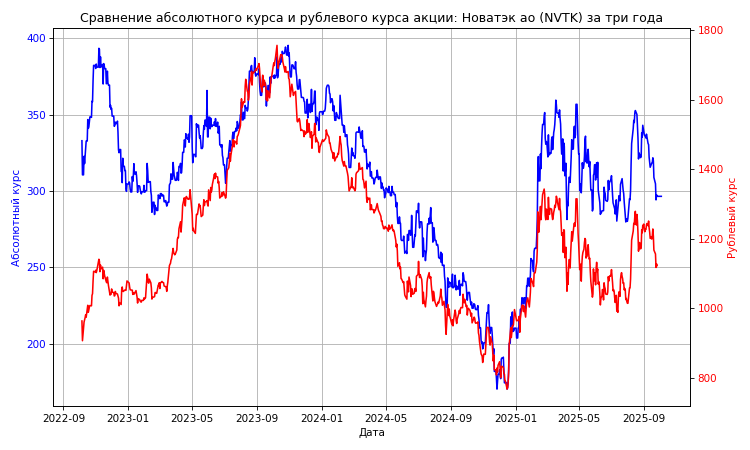 Сравнение абсолютного курса и рублевого курса акции: Новатэк ао (NVTK) за три года
Абсолютный курс
400
350
300
250
200
Рублевый курс
1800
1600
1400
1200
1000
800
2022-09 2023-01 2023-05 2023-09 2024-01 2024-05 2024-09 2025-01 2025-05 2025-09
Дата